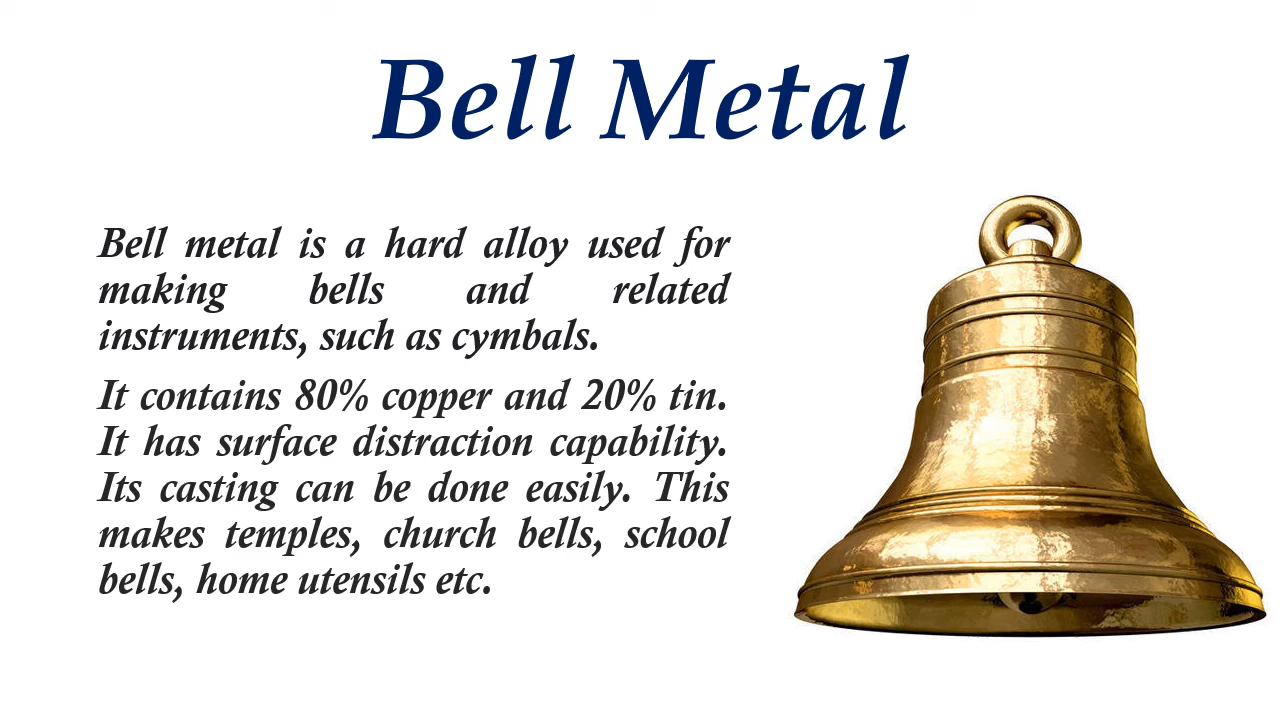 Bell Metal
Bell metal is a hard alloy used for
making bells and related
instruments, such as cymbals.
It contains 80% copper and 20% tin.
It has surface distraction capability.
Its casting can be done easily. This
makes temples, church bells, school
bells, home utensils etc.